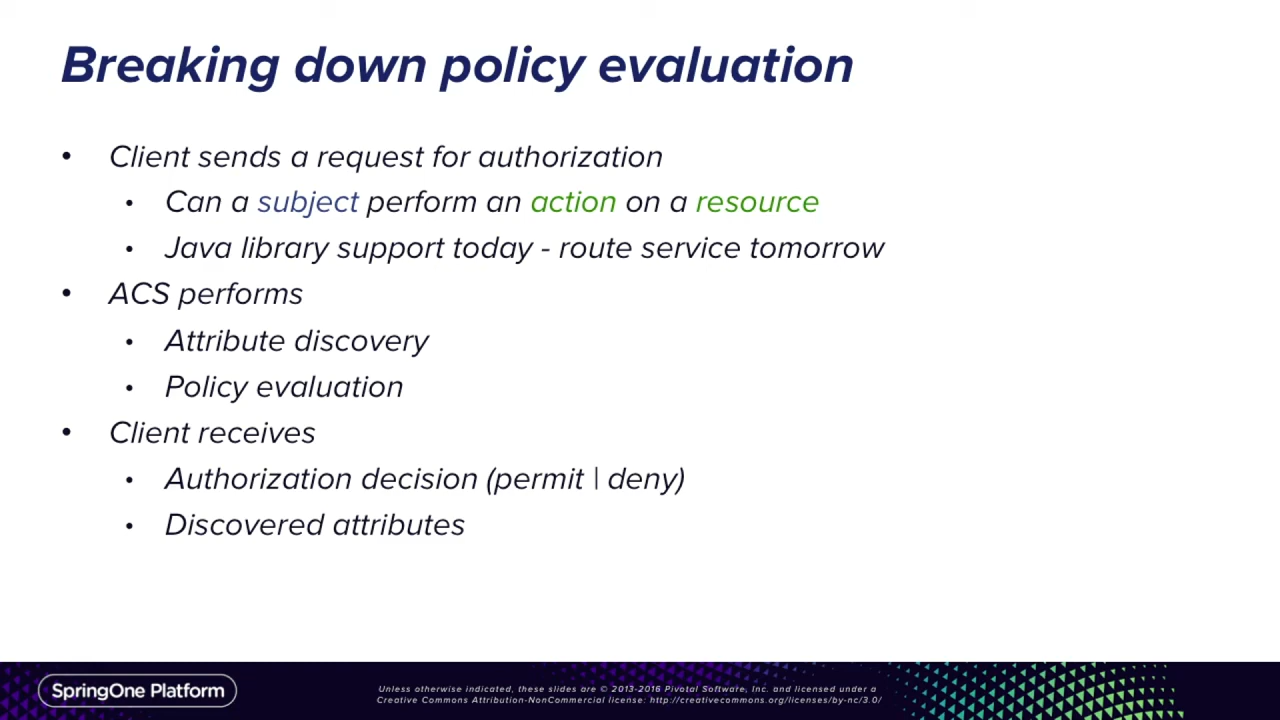 Breaking down policy evaluation
• Client sends a request for authorization
• Can a subject perform an action on a resource
• Java library support today - route service tomorrow
• ACS performs
• Attribute discovery
• Policy evaluation
• Client receives
• Authorization decision (permit | deny)
• Discovered attributes
SpringOne Platform
Unless otherwise indicated, these slides are © 2013-2016 Pivotal Software, Inc. and licensed under a
Creative Commons Attribution-NonCommercial license: http://creativecommons.org/licenses/by-nc/3.0/